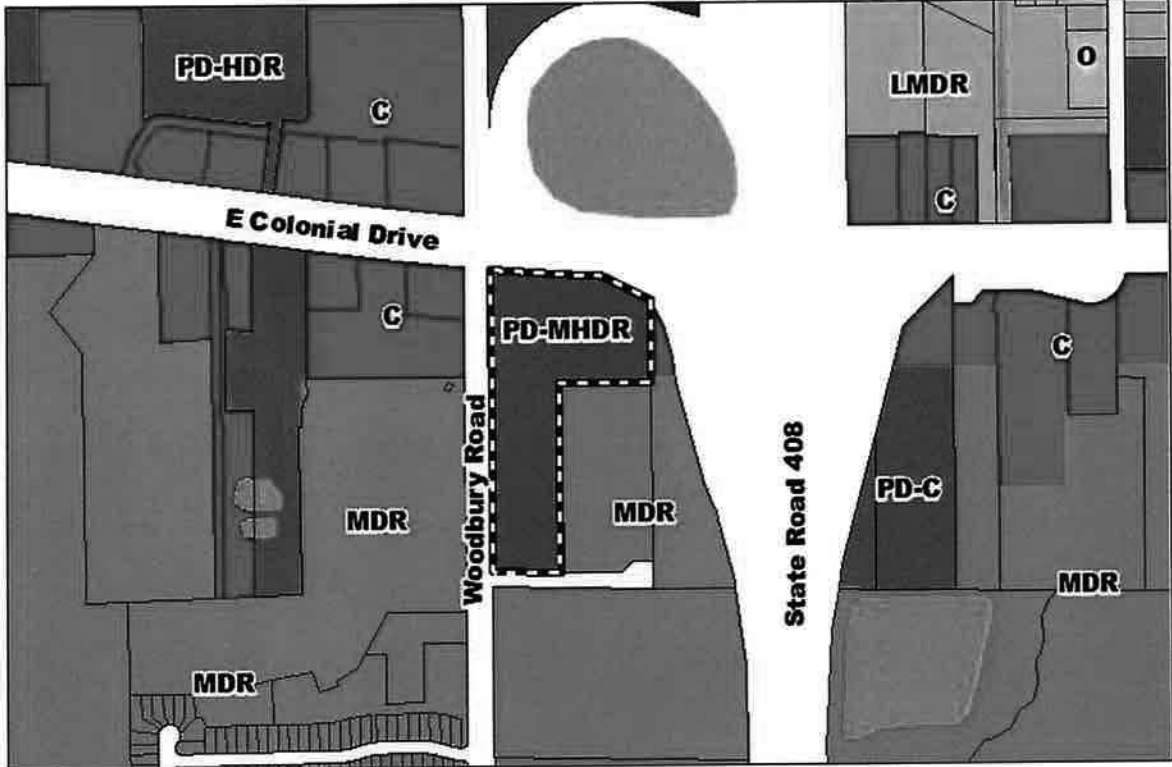 PD-HDR
C
LMDR
O
C
E Colonial Drive
C
PD-MHDR
C
Woodbury Road
MDR
MDR
State Road 408
PD-C
MDR
MDR